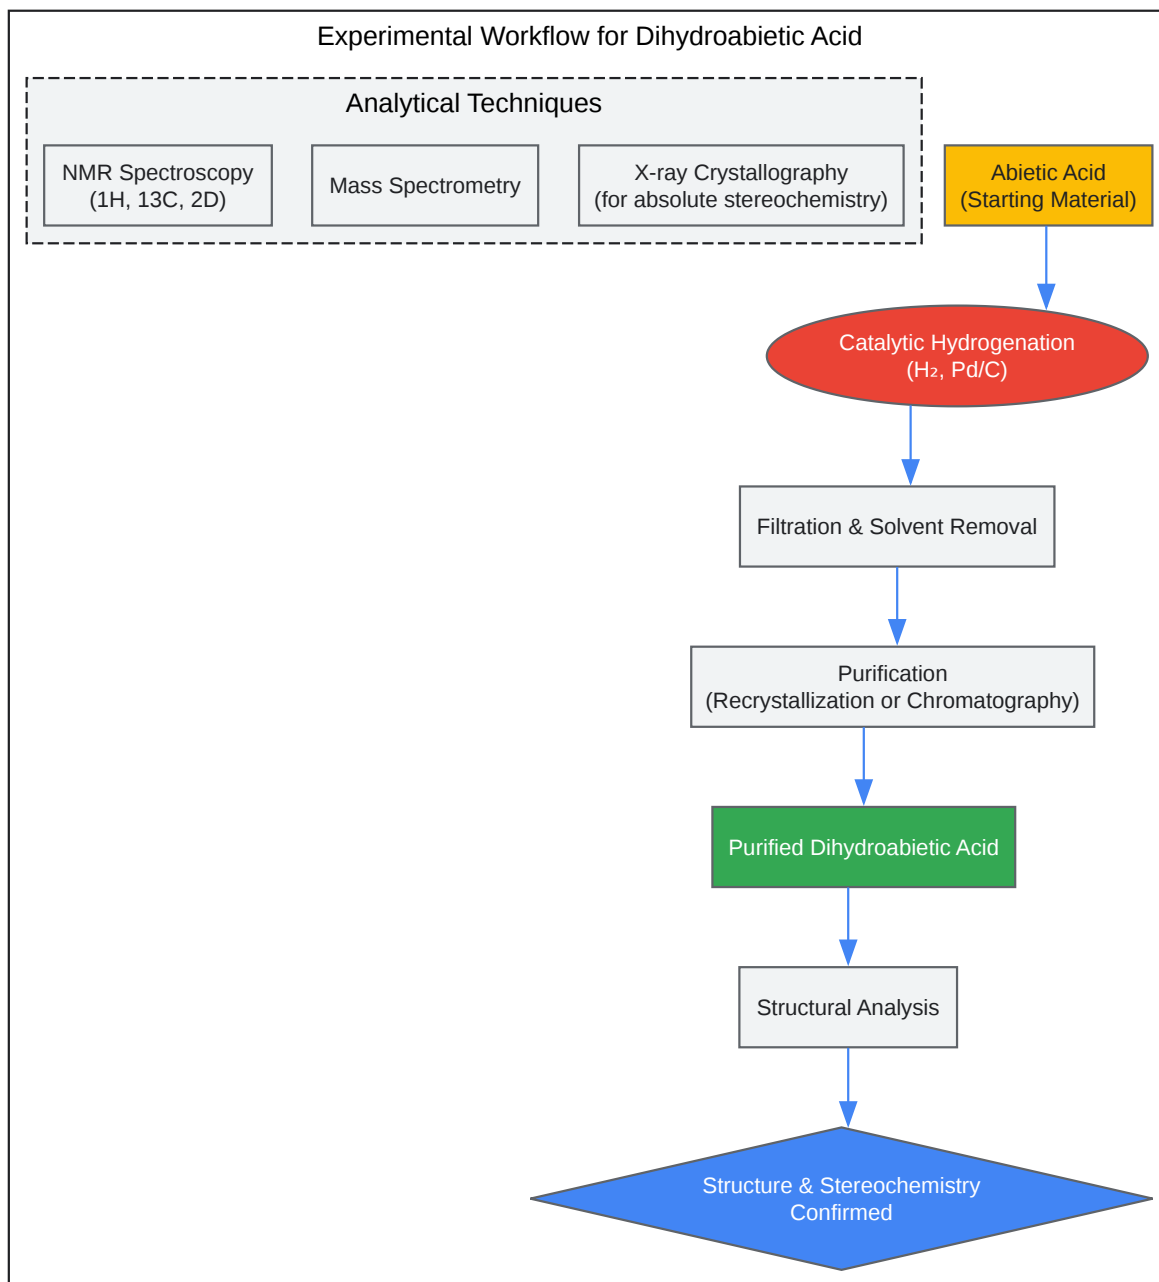 Experimental Workflow for Dihydroabietic Acid
Analytical Techniques
NMR Spectroscopy
(1H, 13C, 2D)
Mass Spectrometry
X-ray Crystallography
(for absolute stereochemistry)
Abietic Acid
(Starting Material)
Catalytic Hydrogenation
(H₂, Pd/C)
Filtration & Solvent Removal
Purification
(Recrystallization or Chromatography)
Purified Dihydroabietic Acid
Structural Analysis
Structure & Stereochemistry
Confirmed